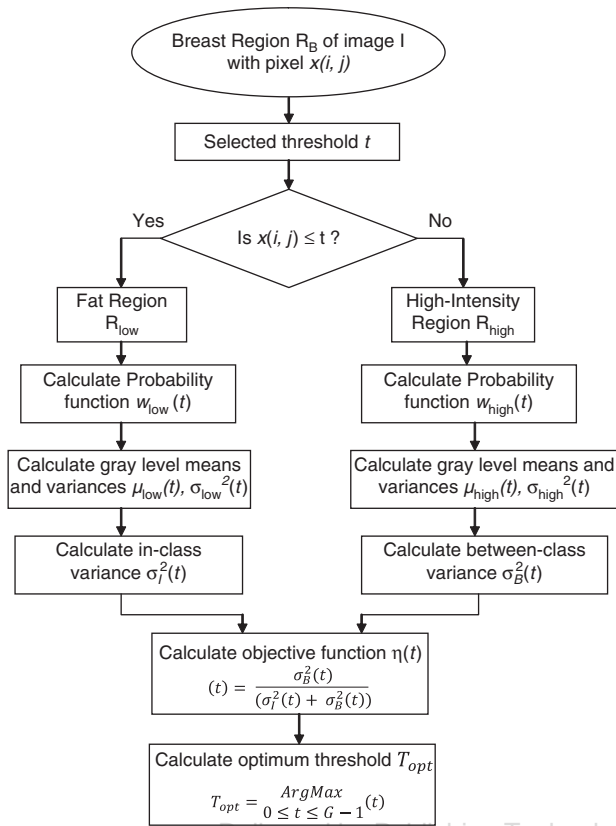 Breast Region R_B of image I
with pixel x(i, j)
Selected threshold t
Yes
No
Is x(i, j) ≤ t ?
Fat Region
R_low
High-Intensity
Region R_high
Calculate Probability
function w_low (t)
Calculate Probability
function w_high(t)
Calculate gray level means
and variances μ_low(t), σ_low²(t)
Calculate gray level means and
variances μ_high(t), σ_high²(t)
Calculate in-class
variance σ_I²(t)
Calculate between-class
variance σ_B²(t)
Calculate objective function η(t)
(t) = σ_B²(t) / (σ_I²(t) + σ_B²(t))
Calculate optimum threshold T_opt
T_opt = ArgMax / 0 ≤ t ≤ G − 1 (t)